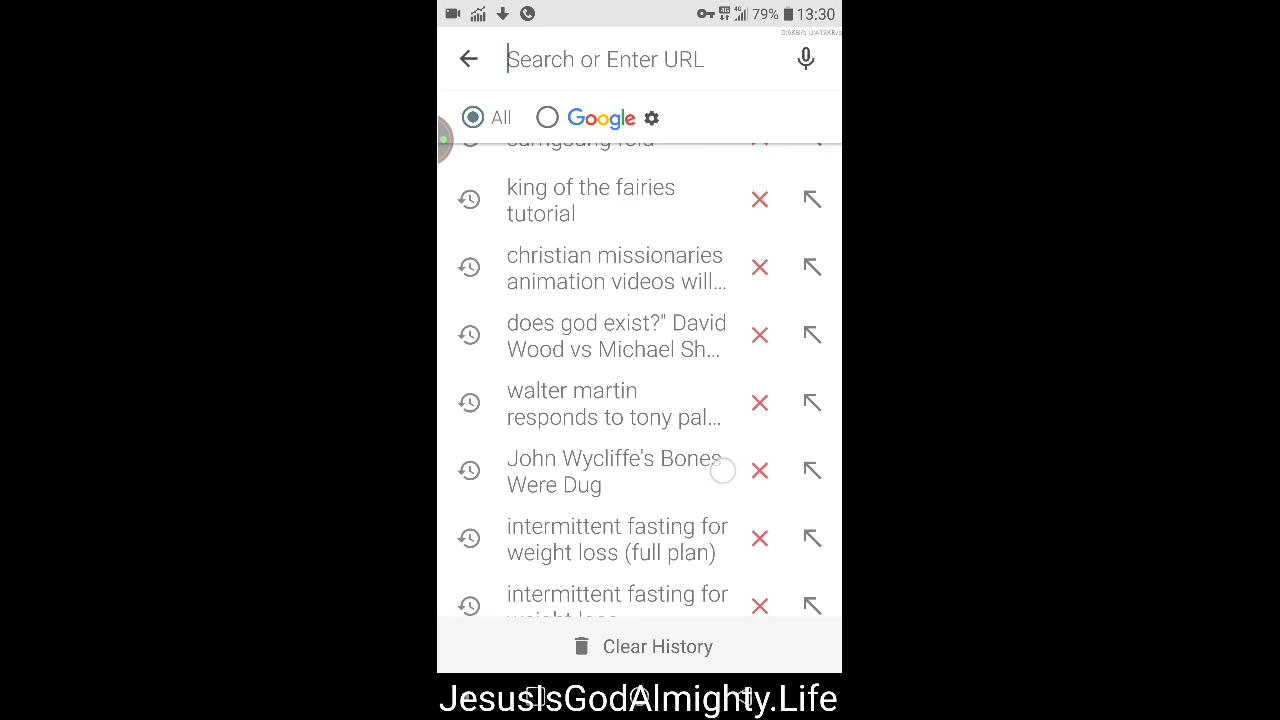 79% 13:30
Search or Enter URL
All Google
king of the fairies
tutorial
christian missionaries
animation videos will...
does god exist?" David
Wood vs Michael Sh...
walter martin
responds to tony pal...
John Wycliffe's Bones
Were Dug
intermittent fasting for
weight loss (full plan)
intermittent fasting for
Clear History
JesusIsGodAlmighty.Life